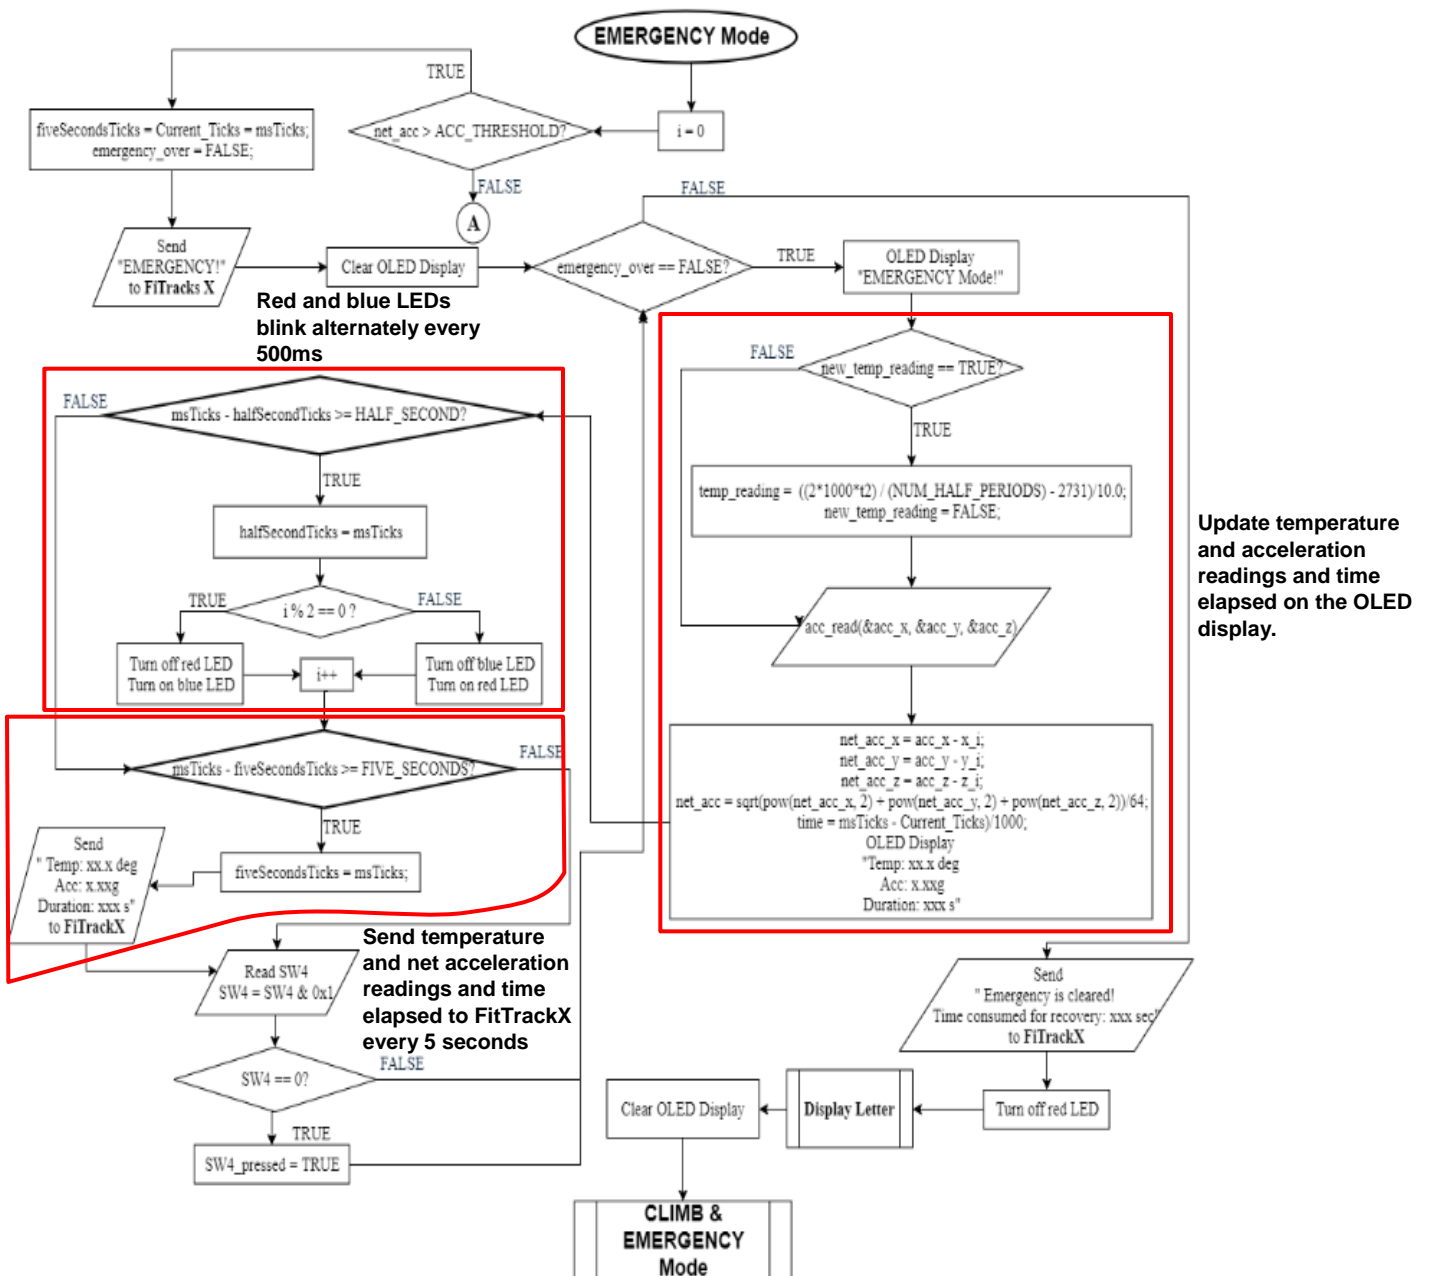 EMERGENCY Mode
i = 0
net_acc > ACC_THRESHOLD?
TRUE
FALSE
A
fiveSecondsTicks = Current_Ticks = msTicks;
emergency_over = FALSE;
Send
"EMERGENCY!"
to FiTracks X
Clear OLED Display
emergency_over == FALSE?
FALSE
TRUE
OLED Display
"EMERGENCY Mode!"
new_temp_reading == TRUE?
FALSE
TRUE
temp_reading = ((2*1000*t2) / (NUM_HALF_PERIODS) - 2731)/10.0;
new_temp_reading = FALSE;
acc_read(&acc_x, &acc_y, &acc_z)
net_acc_x = acc_x - x_i;
net_acc_y = acc_y - y_i;
net_acc_z = acc_z - z_i;
net_acc = sqrt(pow(net_acc_x, 2) + pow(net_acc_y, 2) + pow(net_acc_z, 2))/64;
time = msTicks - Current_Ticks)/1000;
OLED Display
"Temp: xx.x deg
Acc: x.xxg
Duration: xxx s"
Update temperature
and acceleration
readings and time
elapsed on the OLED
display.
Red and blue LEDs
blink alternately every
500ms
msTicks - halfSecondTicks >= HALF_SECOND?
FALSE
TRUE
halfSecondTicks = msTicks
i % 2 == 0 ?
TRUE
FALSE
Turn off red LED
Turn on blue LED
i++
Turn off blue LED
Turn on red LED
msTicks - fiveSecondsTicks >= FIVE_SECONDS?
FALSE
TRUE
fiveSecondsTicks = msTicks;
Send
" Temp: xx.x deg
Acc: x.xxg
Duration: xxx s"
to FiTrackX
Send temperature
and net acceleration
readings and time
elapsed to FitTrackX
every 5 seconds
Read SW4
SW4 = SW4 & 0x1
SW4 == 0?
FALSE
TRUE
SW4_pressed = TRUE
Send
" Emergency is cleared!
Time consumed for recovery: xxx sec"
to FiTrackX
Turn off red LED
Display Letter
Clear OLED Display
CLIMB &
EMERGENCY
Mode